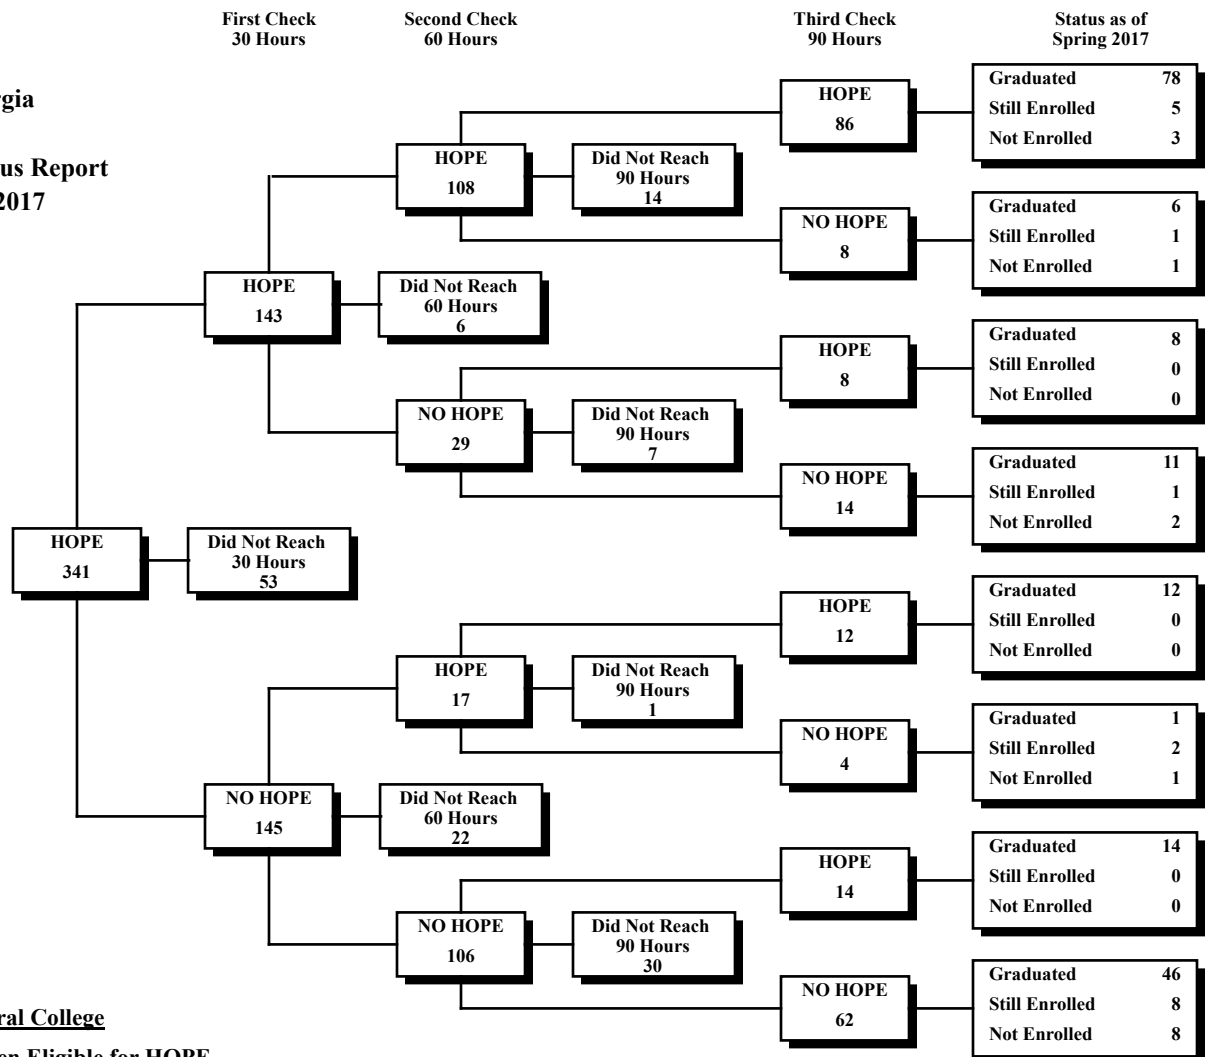 First Check
30 Hours
Second Check
60 Hours
Third Check
90 Hours
Status as of
Spring 2017
rgia
us Report
2017
HOPE
341
Did Not Reach
30 Hours
53
HOPE
143
Did Not Reach
60 Hours
6
NO HOPE
145
Did Not Reach
60 Hours
22
HOPE
108
Did Not Reach
90 Hours
14
NO HOPE
29
Did Not Reach
90 Hours
7
HOPE
17
Did Not Reach
90 Hours
1
NO HOPE
106
Did Not Reach
90 Hours
30
HOPE
86
Graduated 78
Still Enrolled 5
Not Enrolled 3
NO HOPE
8
Graduated 6
Still Enrolled 1
Not Enrolled 1
HOPE
8
Graduated 8
Still Enrolled 0
Not Enrolled 0
NO HOPE
14
Graduated 11
Still Enrolled 1
Not Enrolled 2
HOPE
12
Graduated 12
Still Enrolled 0
Not Enrolled 0
NO HOPE
4
Graduated 1
Still Enrolled 2
Not Enrolled 1
HOPE
14
Graduated 14
Still Enrolled 0
Not Enrolled 0
NO HOPE
62
Graduated 46
Still Enrolled 8
Not Enrolled 8
ral College
en Eligible for HOPE